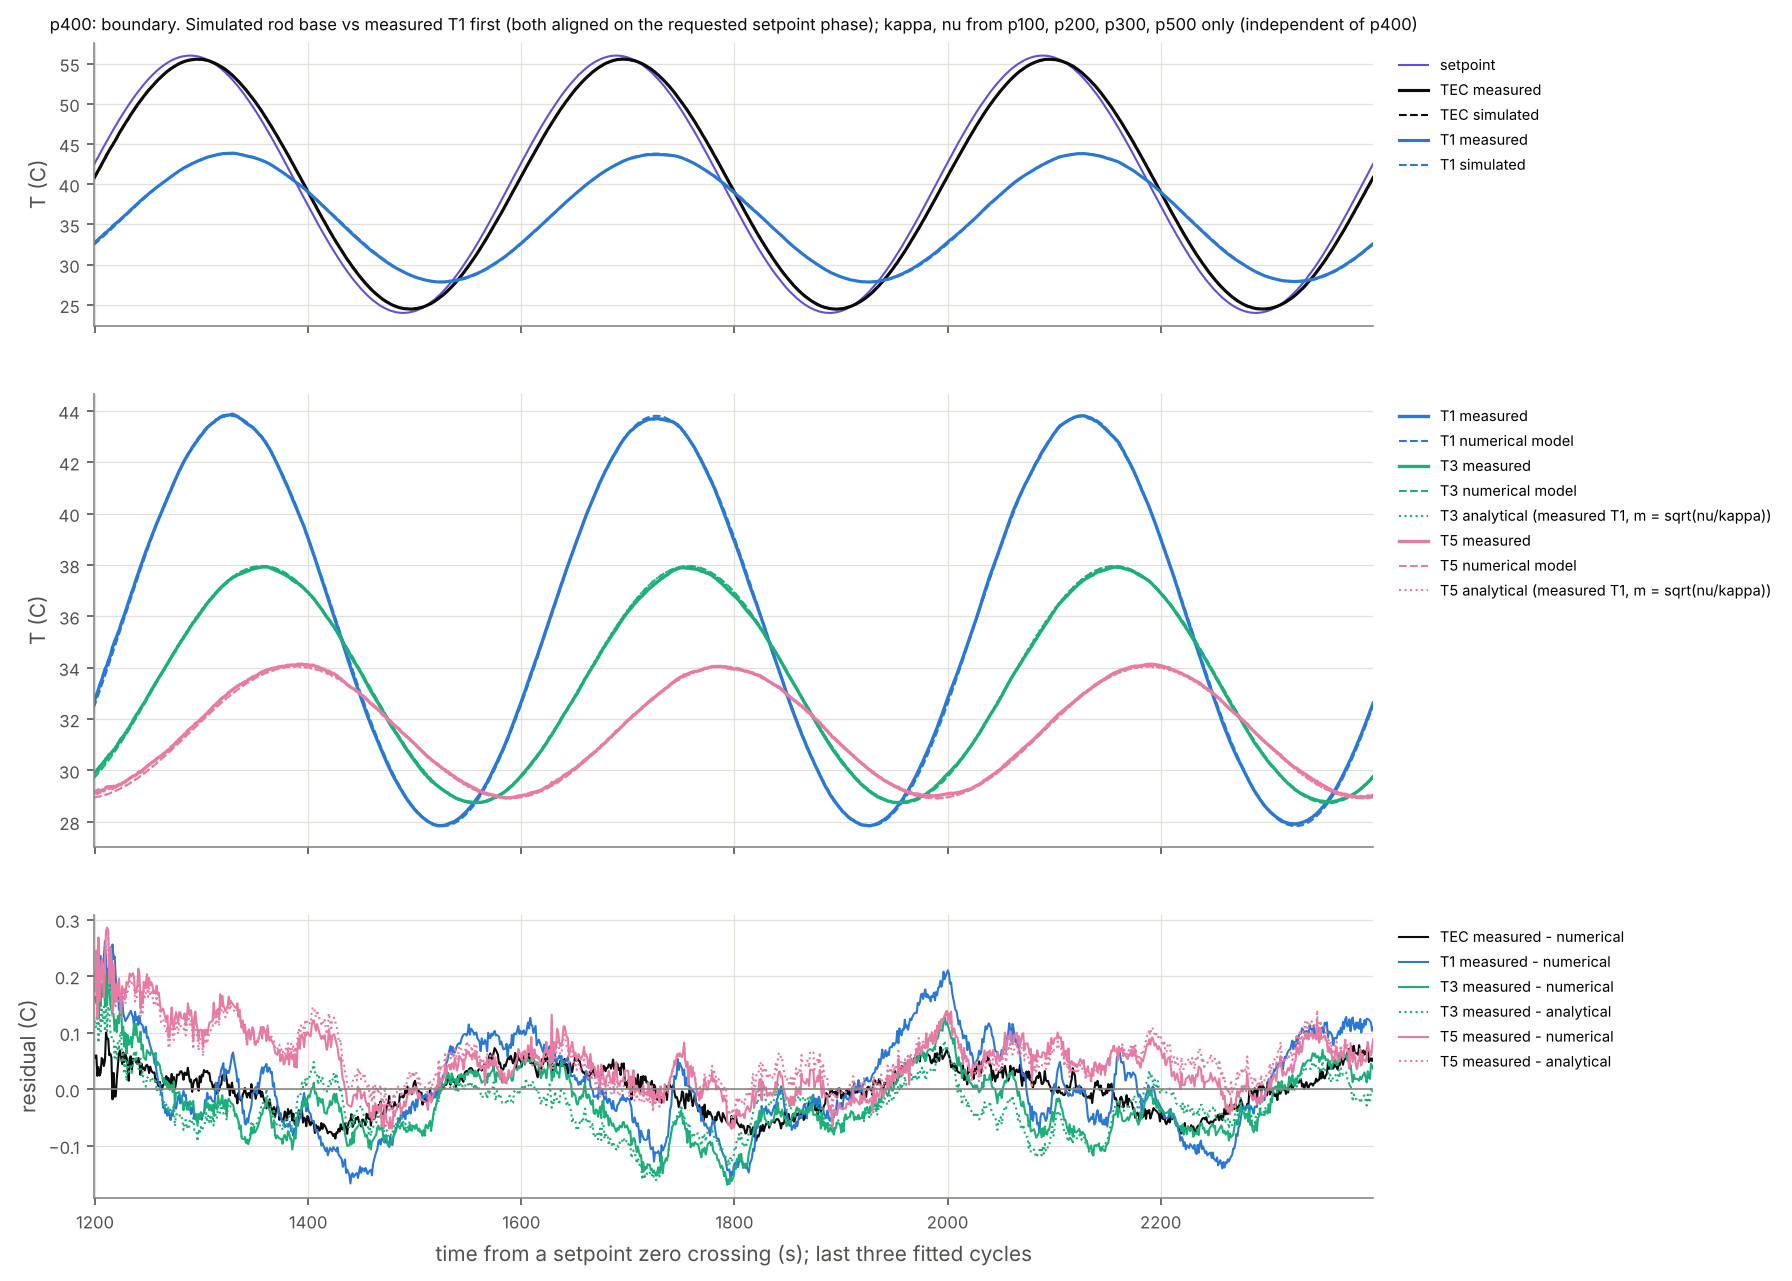 p400: boundary. Simulated rod base vs measured T1 first (both aligned on the requested setpoint phase); kappa, nu from p100, p200, p300, p500 only (independent of p400)
55
50
45
40
35
30
25
T (C)
setpoint
TEC measured
TEC simulated
T1 measured
T1 simulated
44
42
40
38
36
34
32
30
28
T (C)
T1 measured
T1 numerical model
T3 measured
T3 numerical model
T3 analytical (measured T1, m = sqrt(nu/kappa))
T5 measured
T5 numerical model
T5 analytical (measured T1, m = sqrt(nu/kappa))
0.3
0.2
0.1
0.0
−0.1
residual (C)
TEC measured - numerical
T1 measured - numerical
T3 measured - numerical
T3 measured - analytical
T5 measured - numerical
T5 measured - analytical
1200 1400 1600 1800 2000 2200
time from a setpoint zero crossing (s); last three fitted cycles